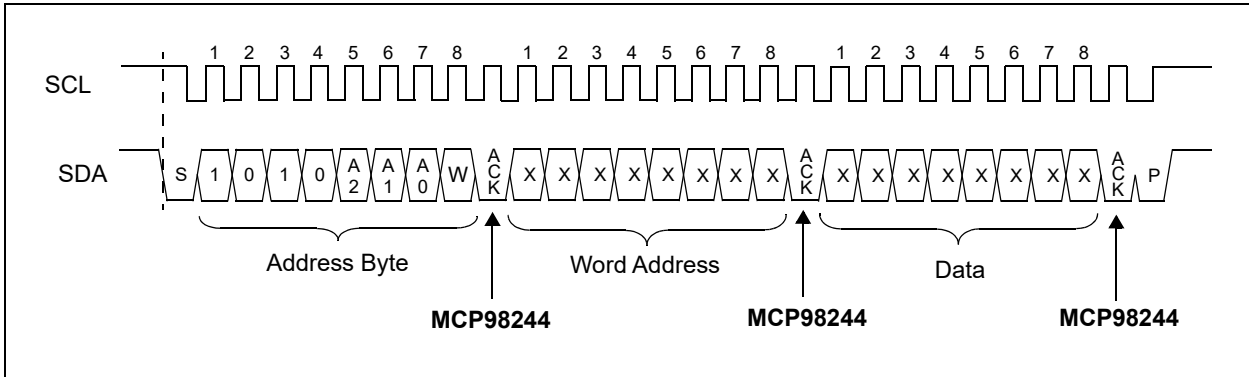 1 2 3 4 5 6 7 8 1 2 3 4 5 6 7 8 1 2 3 4 5 6 7 8
SCL
SDA S 1 0 1 0 A2 A1 A0 W ACK X X X X X X X X ACK X X X X X X X X ACK P
Address Byte Word Address Data
MCP98244 MCP98244 MCP98244